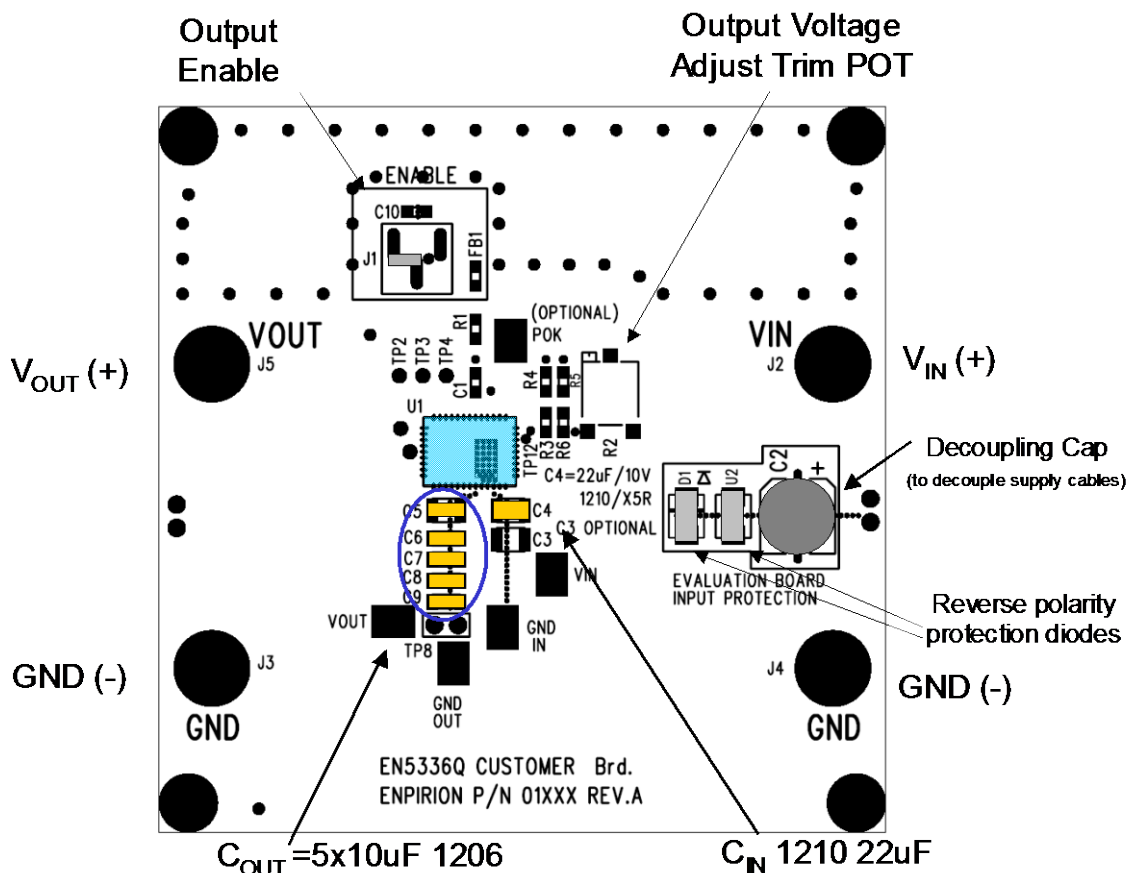 Output
Enable
Output Voltage
Adjust Trim POT
ENABLE
C10
J1
FB1
VOUT
J5
R1
(OPTIONAL)
POK
VIN
J2
V_OUT (+)
V_IN (+)
TP2
TP3
TP4
C1
R4
R5
U1
TP12
R3
R6
R2
C4=22uF/10V
1210/X5R
C3 OPTIONAL
D1
U2
C2
+
Decoupling Cap
(to decouple supply cables)
C5
C4
C6
C3
C7
C8
C9
VIN
EVALUATION BOARD
INPUT PROTECTION
VOUT
TP8
GND
IN
GND
OUT
Reverse polarity
protection diodes
GND (-)
J3
GND
J4
GND
GND (-)
EN5336Q CUSTOMER Brd.
ENPIRION P/N 01XXX REV.A
C_OUT =5x10uF 1206
C_IN 1210 22uF